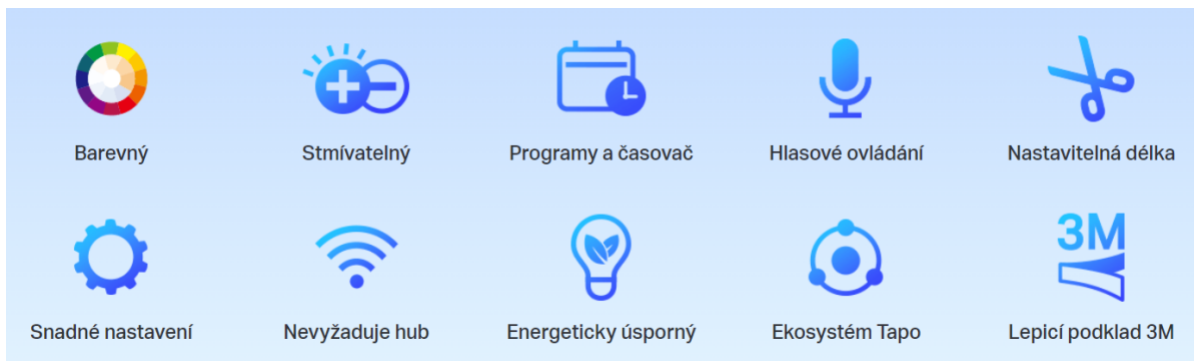 Barevný
Stmívatelný
Programy a časovač
Hlasové ovládání
Nastavitelná délka
3M
Snadné nastavení
Nevyžaduje hub
Energeticky úsporný
Ekosystém Tapo
Lepicí podklad 3M